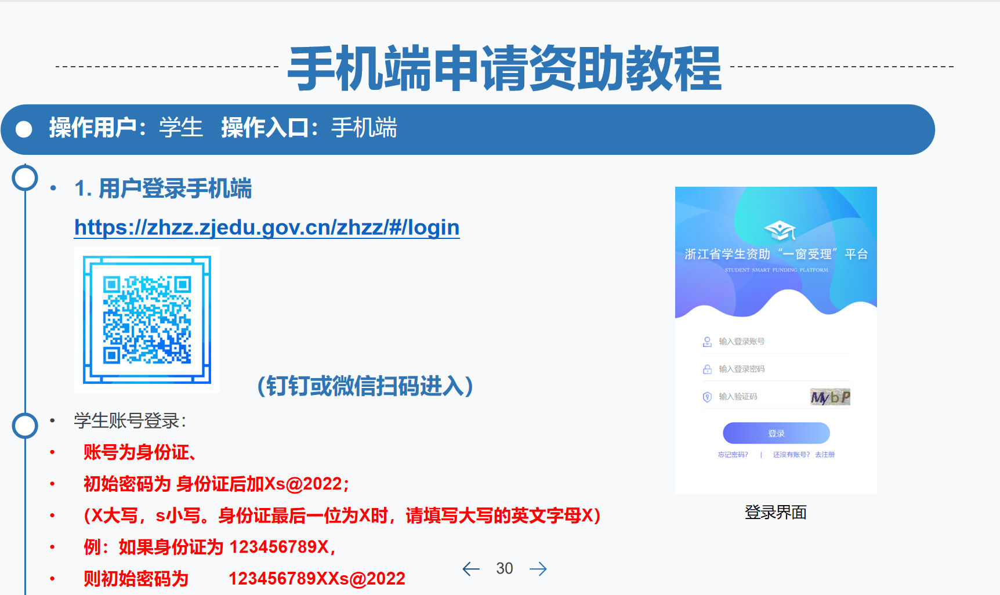 手机端申请资助教程
操作用户：学生 操作入口：手机端
• 1. 用户登录手机端
https://zhzz.zjedu.gov.cn/zhzz/#/login
（钉钉或微信扫码进入）
• 学生账号登录：
• 账号为身份证、
• 初始密码为 身份证后加Xs@2022；
• （X大写，s小写。身份证最后一位为X时，请填写大写的英文字母X）
• 例：如果身份证为 123456789X，
• 则初始密码为 123456789XXs@2022
浙江省学生资助“一窗受理”平台
STUDENT SMART FUNDING PLATFORM
输入登录账号
输入登录密码
输入验证码 MybP
登录
忘记密码？ | 还没有账号？ 去注册
登录界面
30